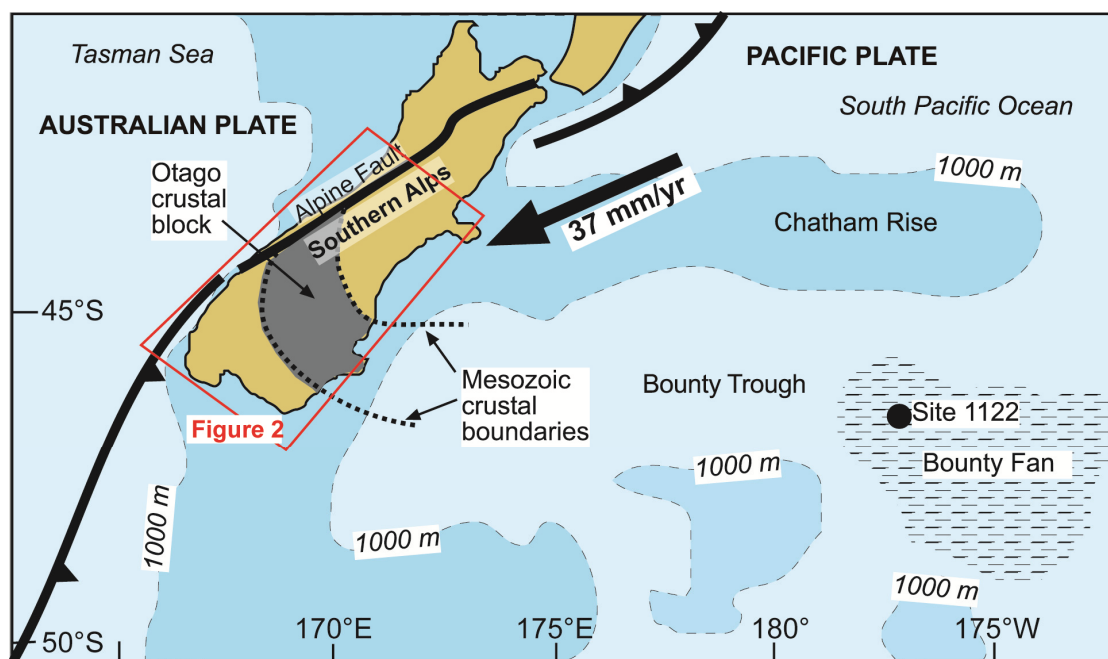 Tasman Sea
PACIFIC PLATE
South Pacific Ocean
AUSTRALIAN PLATE
Otago
crustal
block
Alpine Fault
Southern Alps
37 mm/yr
1000 m
Chatham Rise
45°S
Mesozoic
crustal
boundaries
Bounty Trough
Site 1122
Bounty Fan
Figure 2
1000 m
1000 m
1000 m
1000 m
50°S
170°E
175°E
180°
175°W